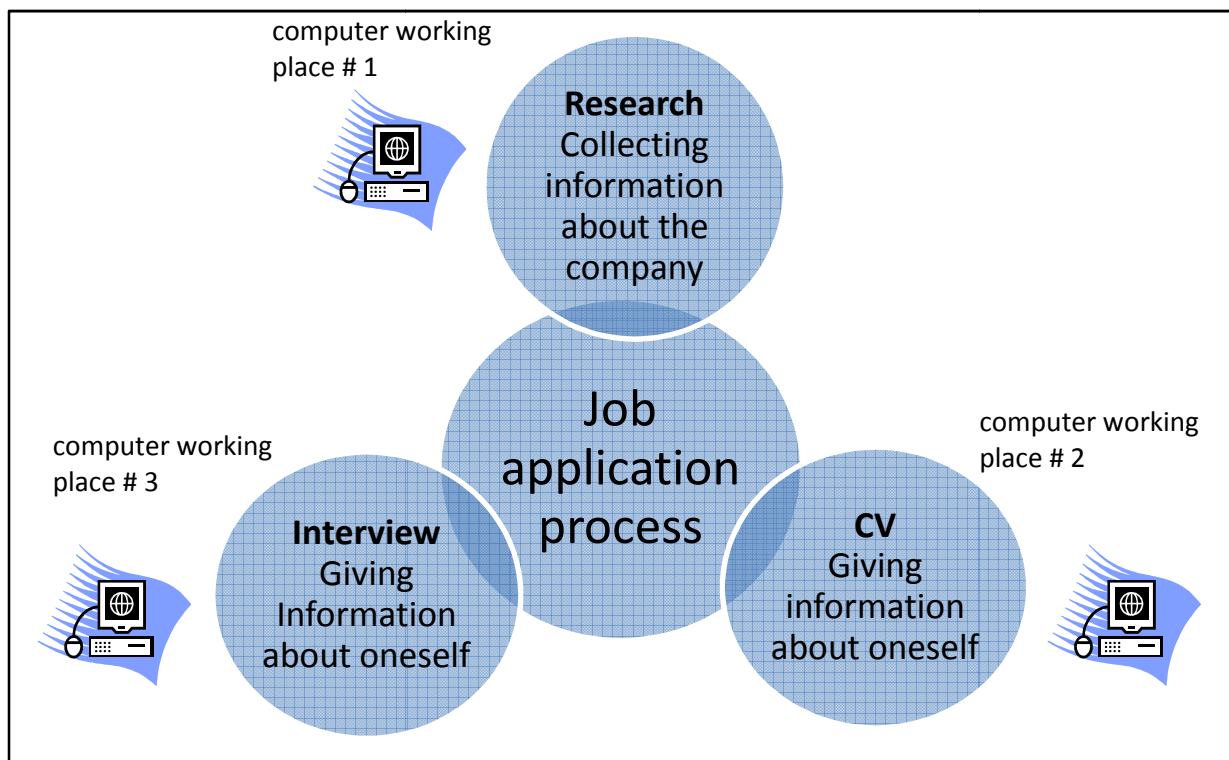 computer working
place # 1
Research
Collecting
information
about the
company
Job
application
process
computer working
place # 3
Interview
Giving
Information
about oneself
computer working
place # 2
CV
Giving
information
about oneself